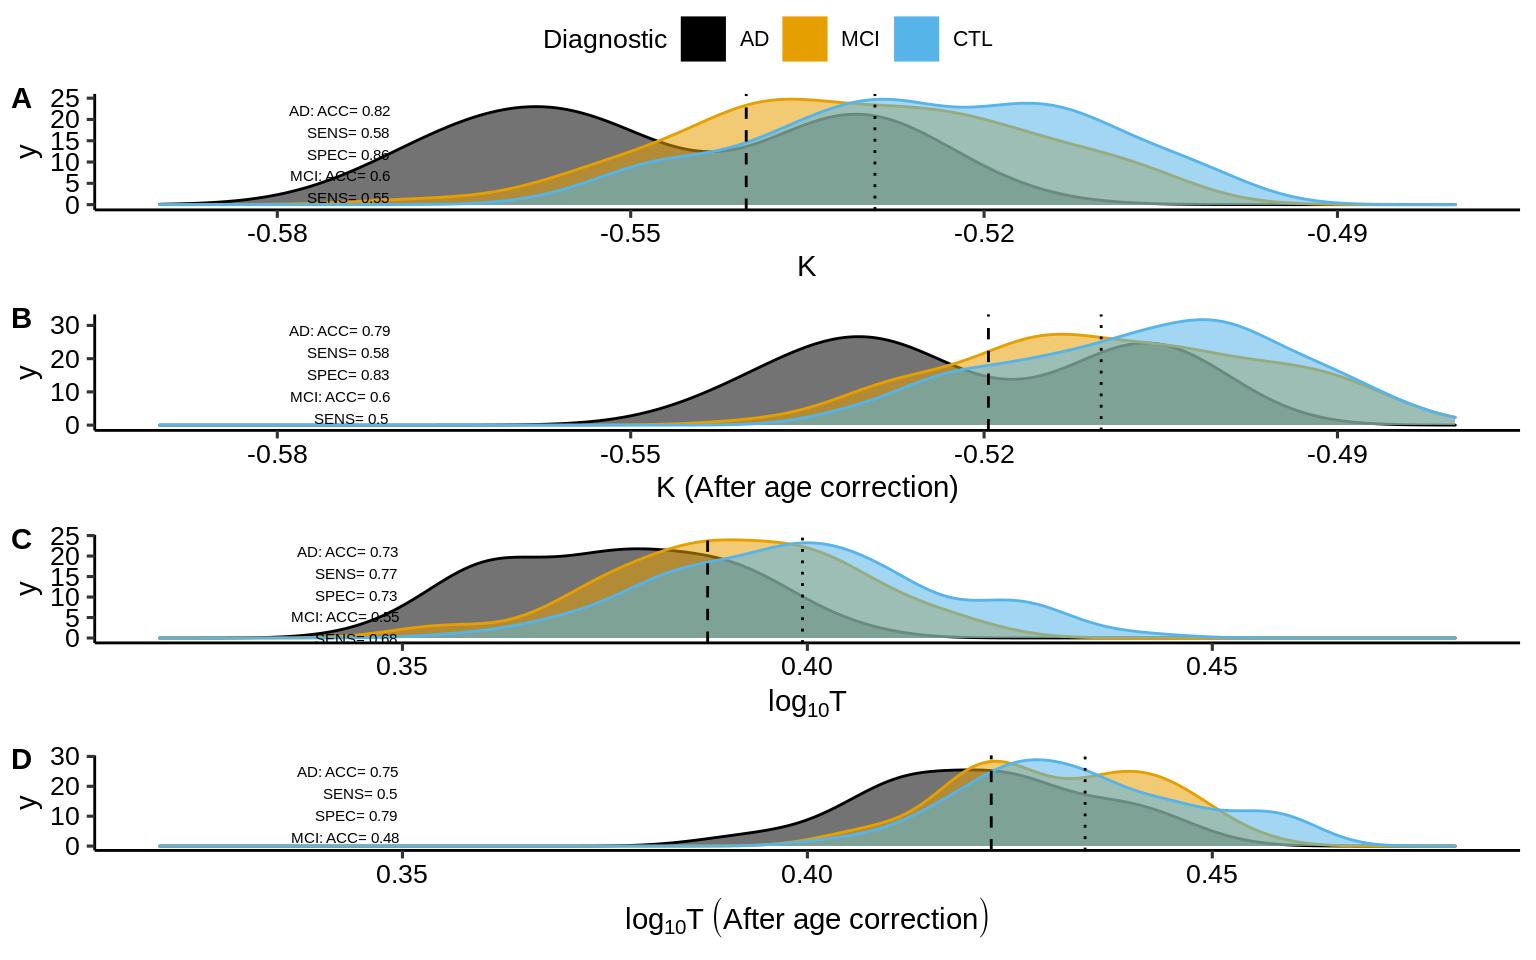 Diagnostic AD MCI CTL
A
y
25
20
15
10
5
0
AD: ACC= 0.82
SENS= 0.58
SPEC= 0.86
MCI: ACC= 0.6
SENS= 0.55
-0.58 -0.55 -0.52 -0.49
K
B
y
30
20
10
0
AD: ACC= 0.79
SENS= 0.58
SPEC= 0.83
MCI: ACC= 0.6
SENS= 0.5
-0.58 -0.55 -0.52 -0.49
K (After age correction)
C
y
25
20
15
10
5
0
AD: ACC= 0.73
SENS= 0.77
SPEC= 0.73
MCI: ACC= 0.55
SENS= 0.68
0.35 0.40 0.45
log₁₀T
D
y
30
20
10
0
AD: ACC= 0.75
SENS= 0.5
SPEC= 0.79
MCI: ACC= 0.48
0.35 0.40 0.45
log₁₀T (After age correction)